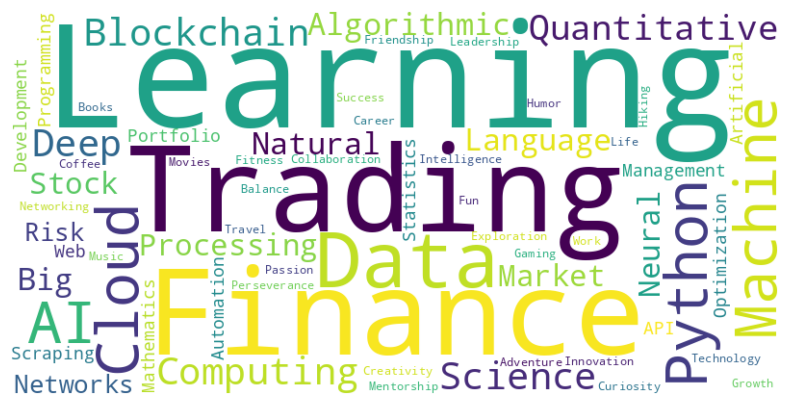 Blockchain
Algorithmic
Quantitative
Programming
Friendship
Leadership
Learning
Books
Success
Career
Humor
Hiking
Artificial
Development
Deep
Portfolio
Natural
Language
Life
Coffee
Movies
Fitness
Collaboration
Intelligence
Management
Machine
Stock
Balance
Trading
Statistics
Fun
Networking
Cloud
Risk
Travel
Processing
Data
Exploration
Work
Neural
Python
Optimization
Web
Music
Gaming
Market
Big
Automation
Passion
Perseverance
Finance
Mathematics
AI
API
Scraping
Computing
Science
Adventure
Innovation
Technology
Networks
Creativity
Mentorship
Curiosity
Growth